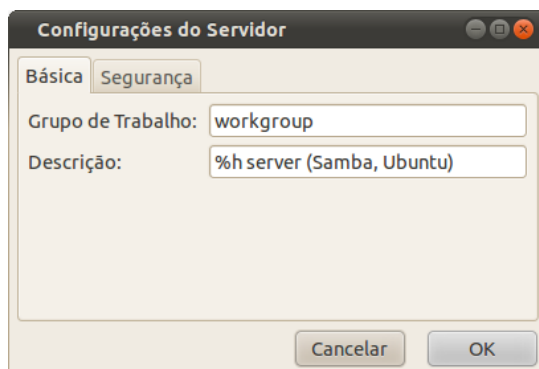 Configurações do Servidor
Básica Segurança
Grupo de Trabalho: workgroup
Descrição: %h server (Samba, Ubuntu)
Cancelar OK